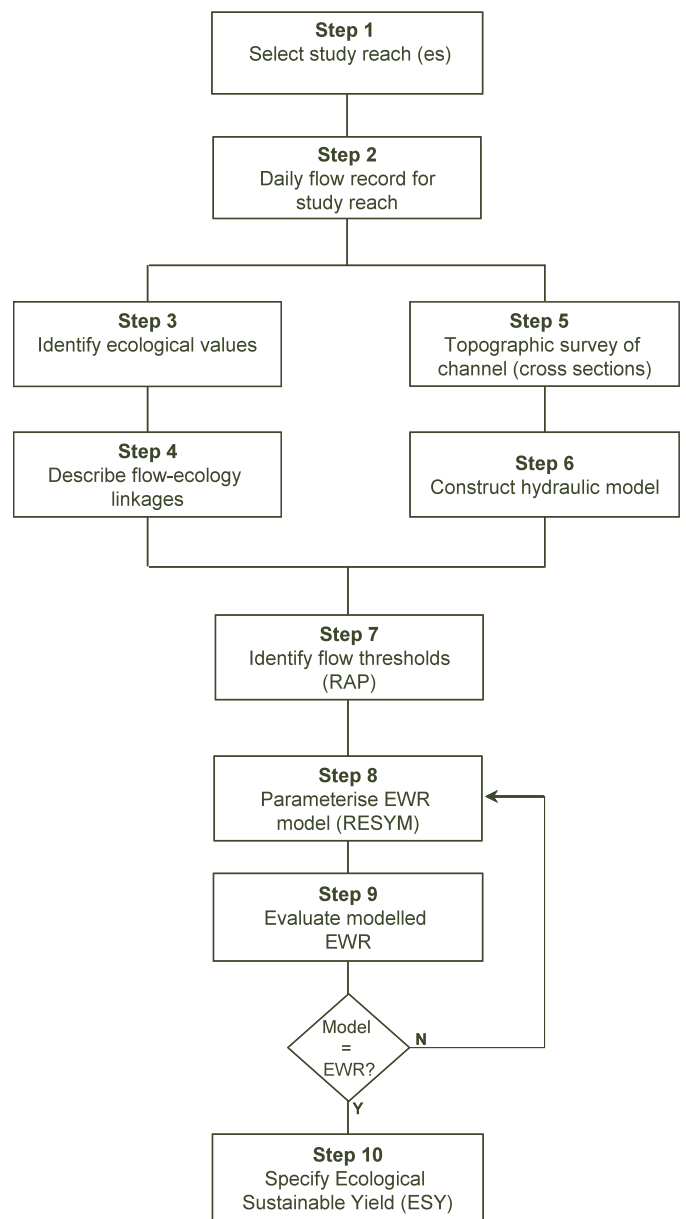 Step 1
Select study reach (es)
Step 2
Daily flow record for
study reach
Step 3
Identify ecological values
Step 4
Describe flow-ecology
linkages
Step 5
Topographic survey of
channel (cross sections)
Step 6
Construct hydraulic model
Step 7
Identify flow thresholds
(RAP)
Step 8
Parameterise EWR
model (RESYM)
Step 9
Evaluate modelled
EWR
Model
=
EWR?
N
Y
Step 10
Specify Ecological
Sustainable Yield (ESY)